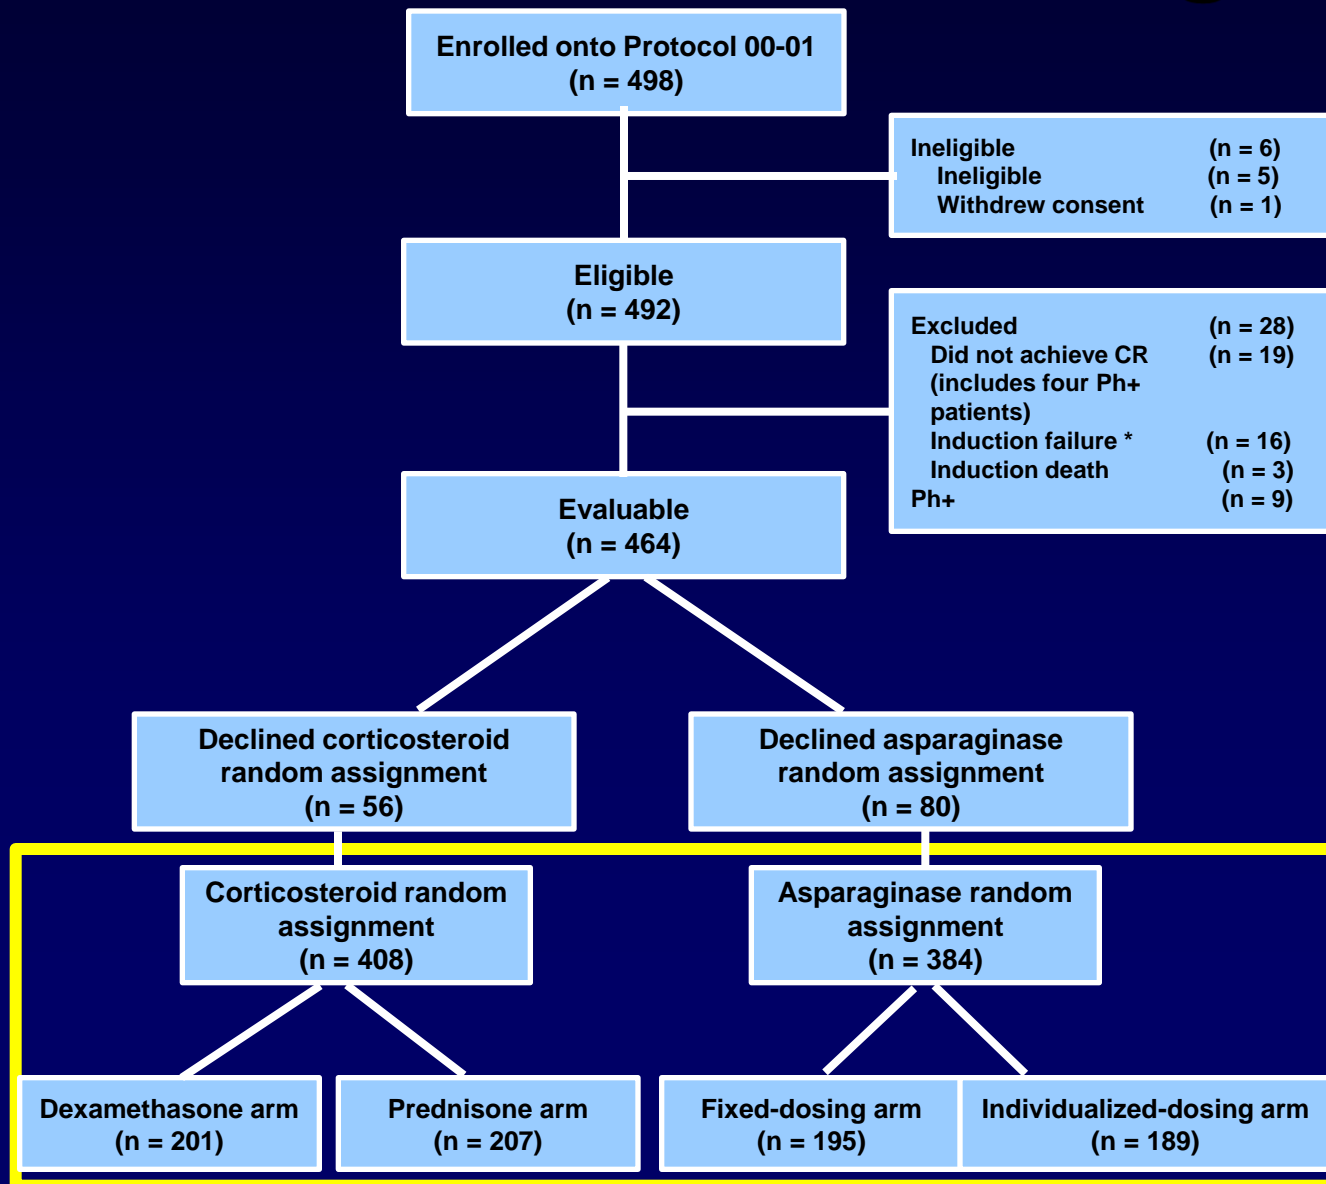 Enrolled onto Protocol 00-01
(n = 498)
Ineligible (n = 6)
Ineligible (n = 5)
Withdrew consent (n = 1)
Eligible
(n = 492)
Excluded (n = 28)
Did not achieve CR (n = 19)
(includes four Ph+
patients)
Induction failure * (n = 16)
Induction death (n = 3)
Ph+ (n = 9)
Evaluable
(n = 464)
Declined corticosteroid
random assignment
(n = 56)
Declined asparaginase
random assignment
(n = 80)
Corticosteroid random
assignment
(n = 408)
Asparaginase random
assignment
(n = 384)
Dexamethasone arm
(n = 201)
Prednisone arm
(n = 207)
Fixed-dosing arm
(n = 195)
Individualized-dosing arm
(n = 189)